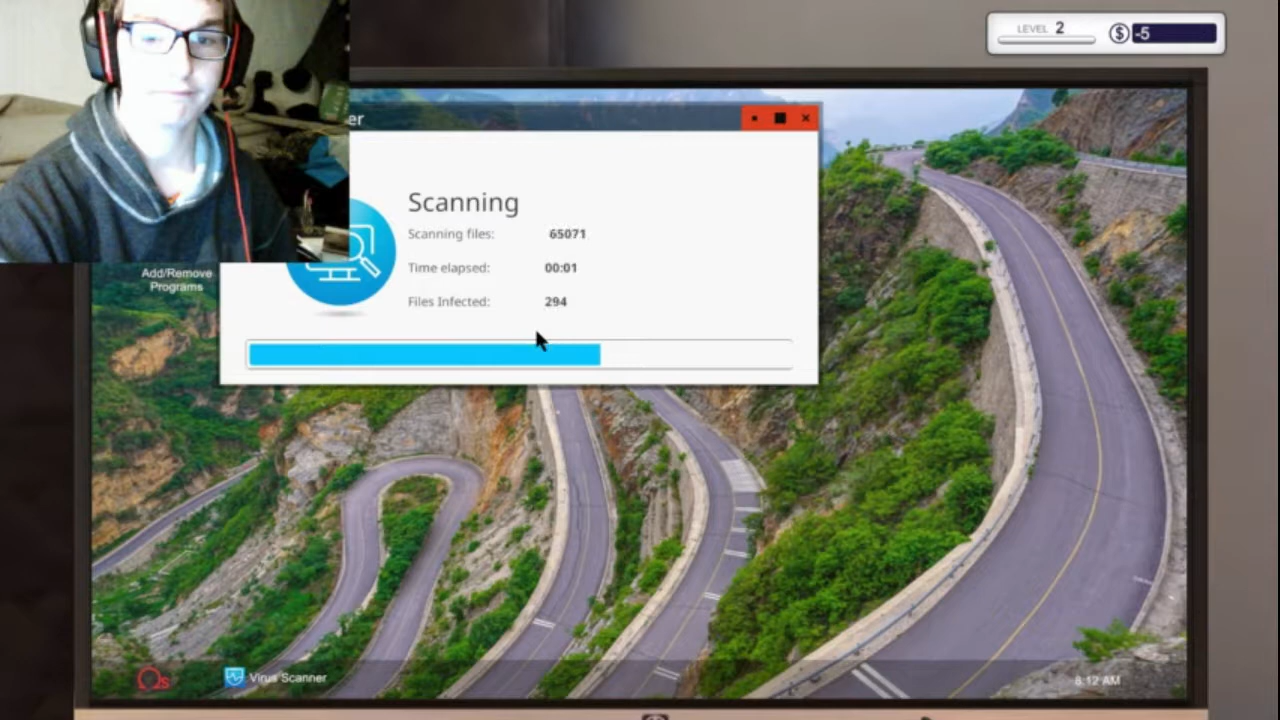 LEVEL 2
$ -5
er
Scanning
Scanning files: 65071
Time elapsed: 00:01
Files Infected: 294
Add/Remove
Programs
Ωs
Virus Scanner
8:12 AM